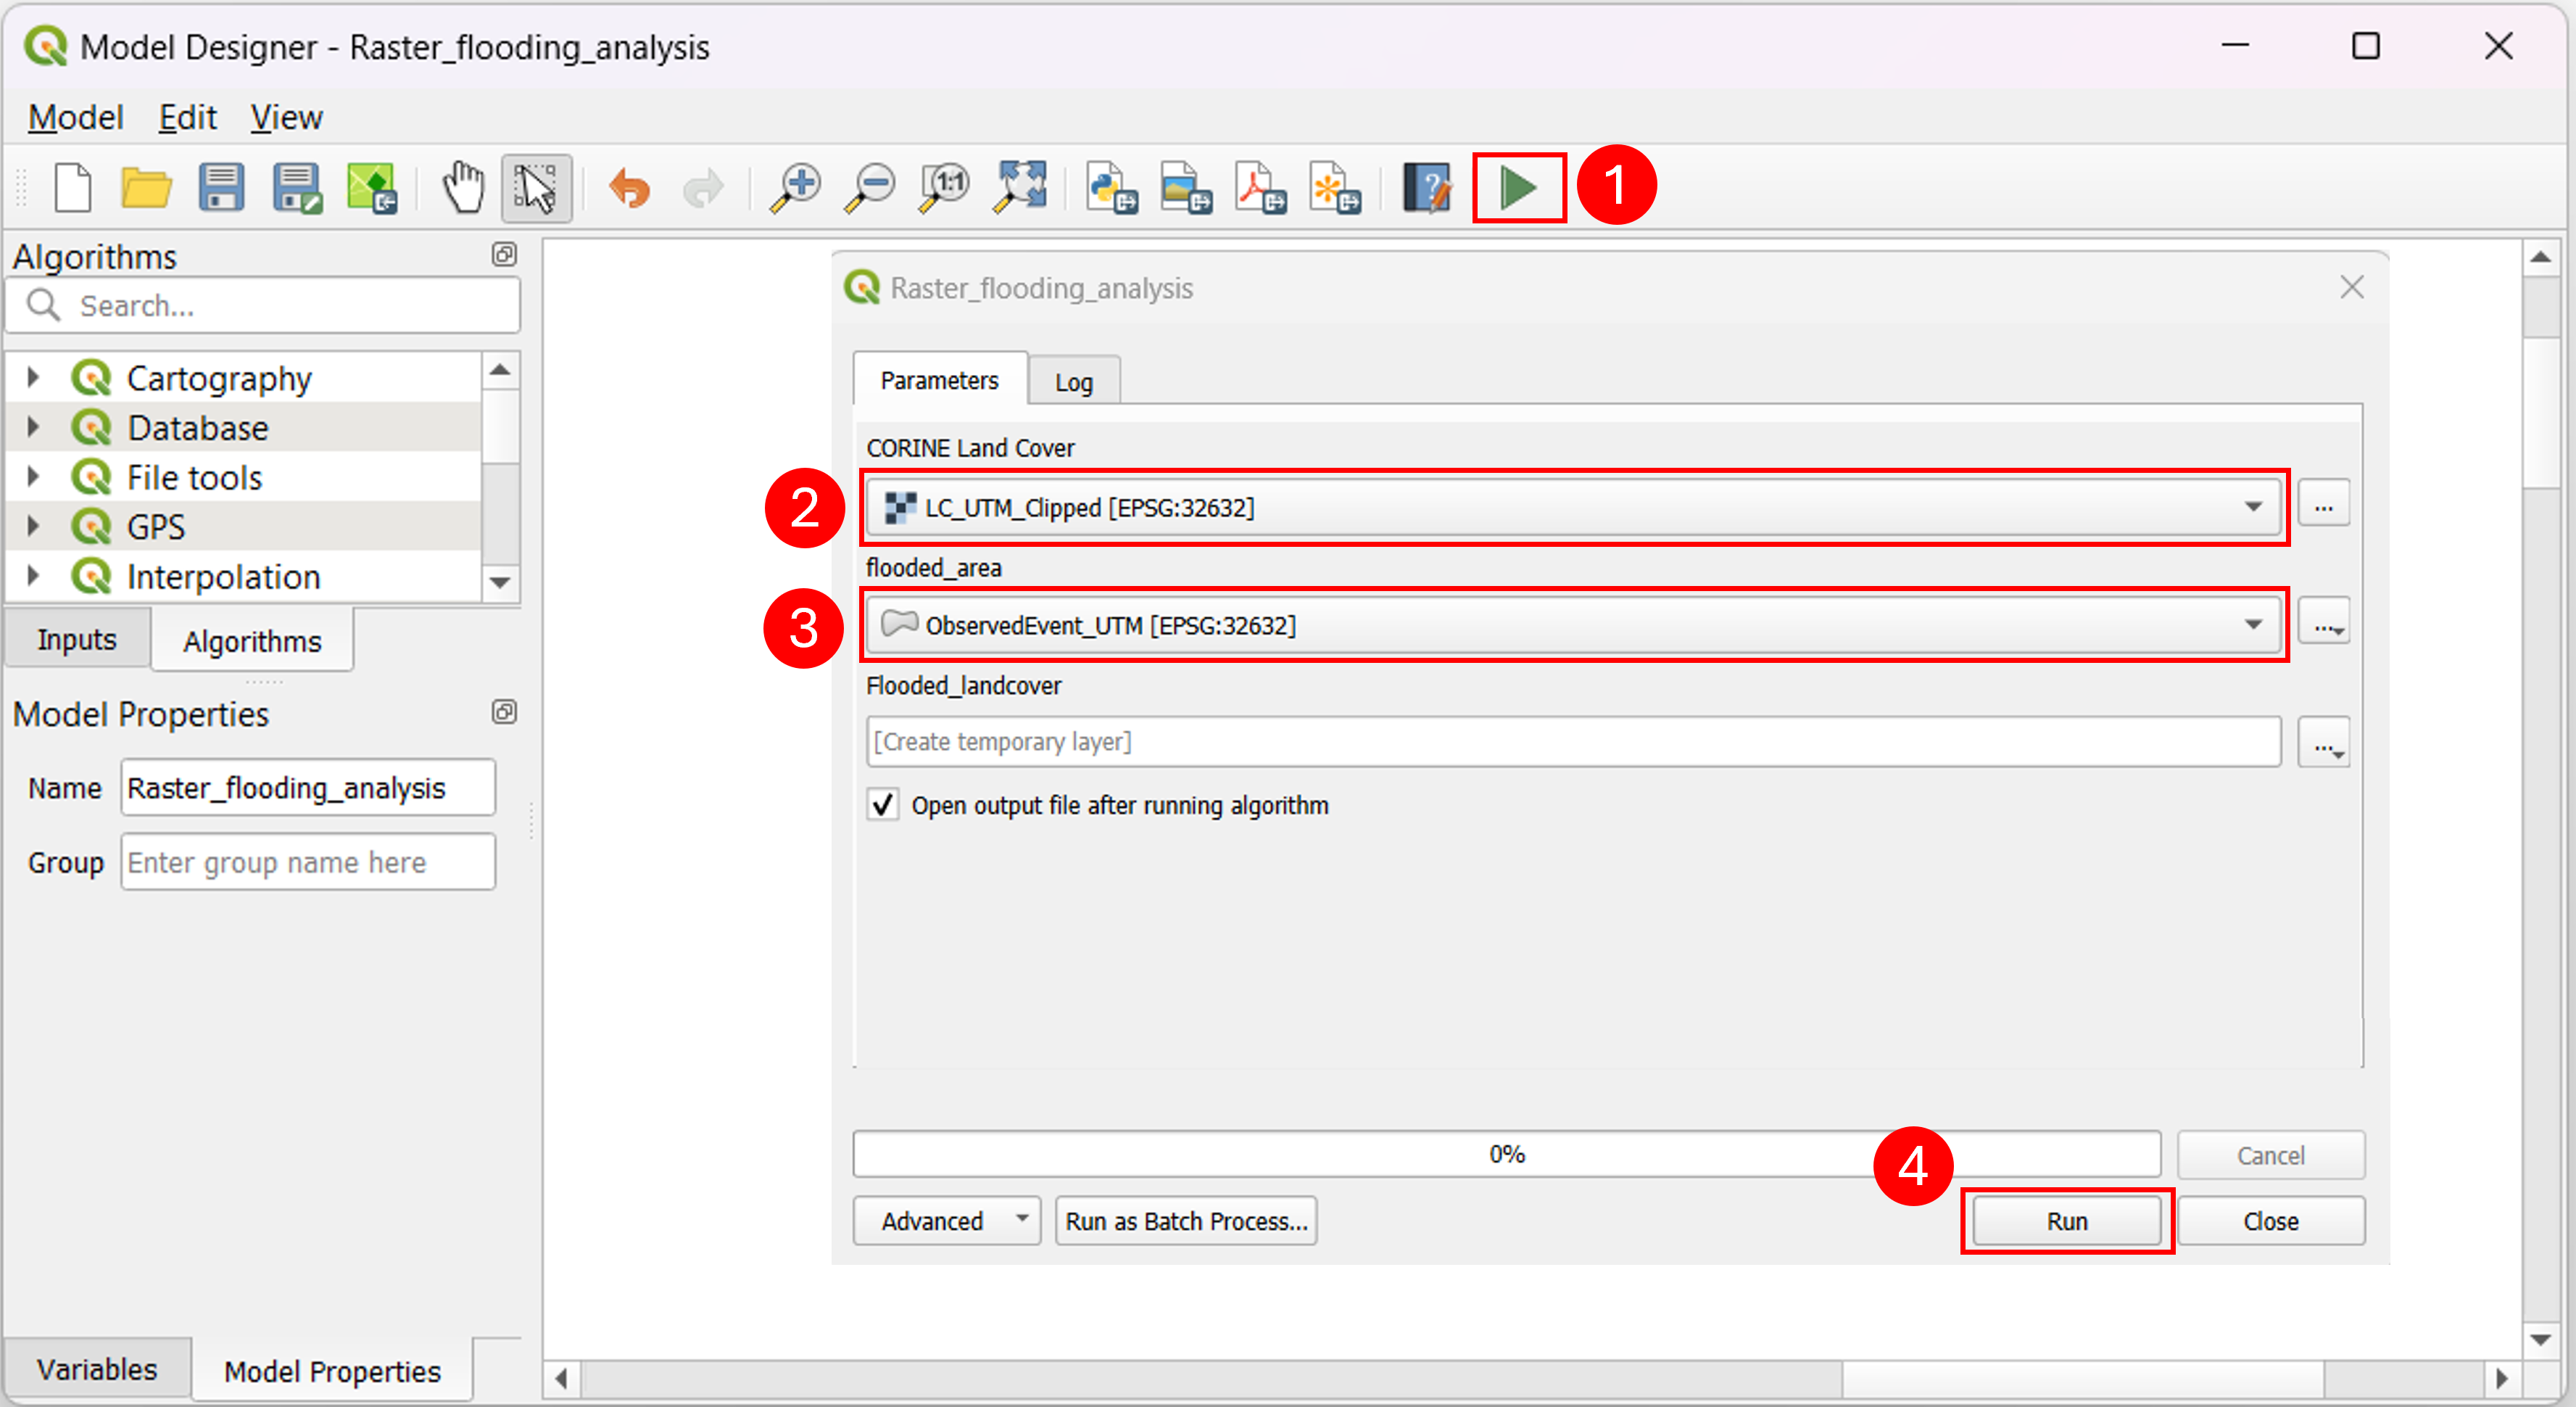 Model Designer - Raster_flooding_analysis
Model Edit View
1:1
1
Algorithms
Search...
Cartography
Database
File tools
GPS
Interpolation
Inputs Algorithms
Model Properties
Name Raster_flooding_analysis
Group Enter group name here
Variables Model Properties
Raster_flooding_analysis
Parameters Log
CORINE Land Cover
2 LC_UTM_Clipped [EPSG:32632] ...
flooded_area
3 ObservedEvent_UTM [EPSG:32632] ...
Flooded_landcover
[Create temporary layer] ...
Open output file after running algorithm
0% Cancel
4
Advanced Run as Batch Process... Run Close